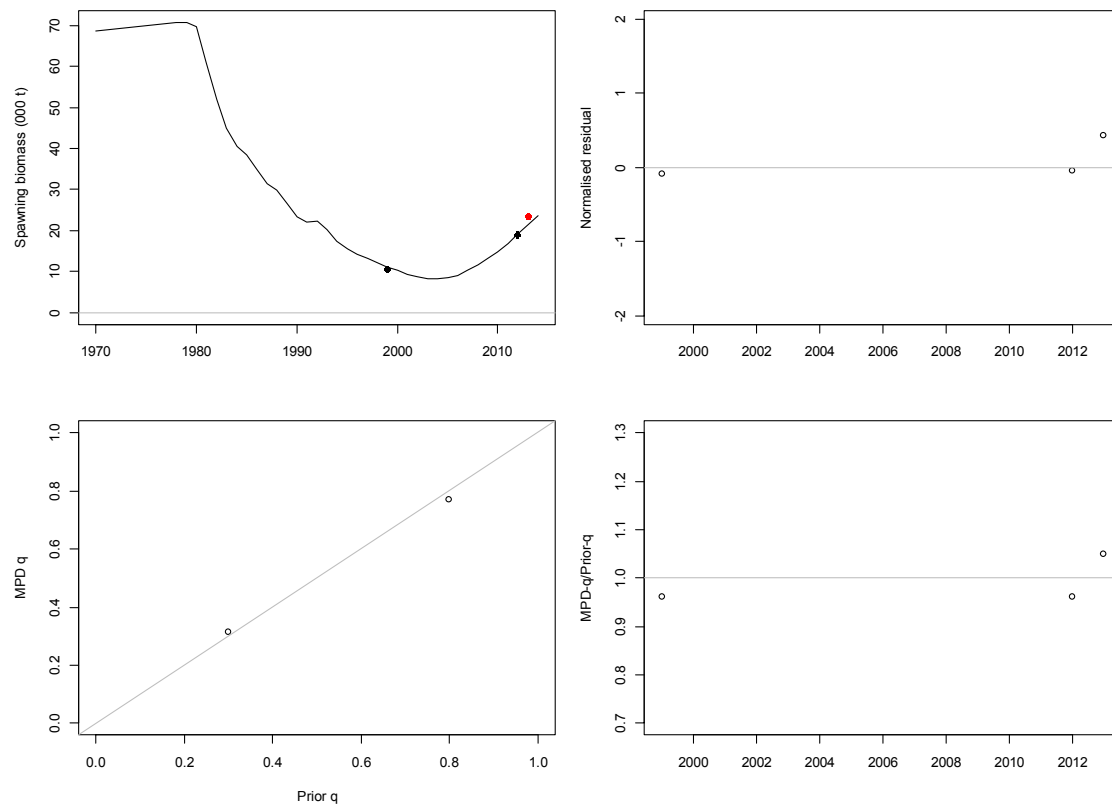 Spawning biomass (000 t)
70
60
50
40
30
20
10
0
1970 1980 1990 2000 2010
Normalised residual
2
1
0
-1
-2
2000 2002 2004 2006 2008 2010 2012
MPD q
1.0
0.8
0.6
0.4
0.2
0.0
0.0 0.2 0.4 0.6 0.8 1.0
Prior q
MPD-q/Prior-q
1.3
1.2
1.1
1.0
0.9
0.8
0.7
2000 2002 2004 2006 2008 2010 2012